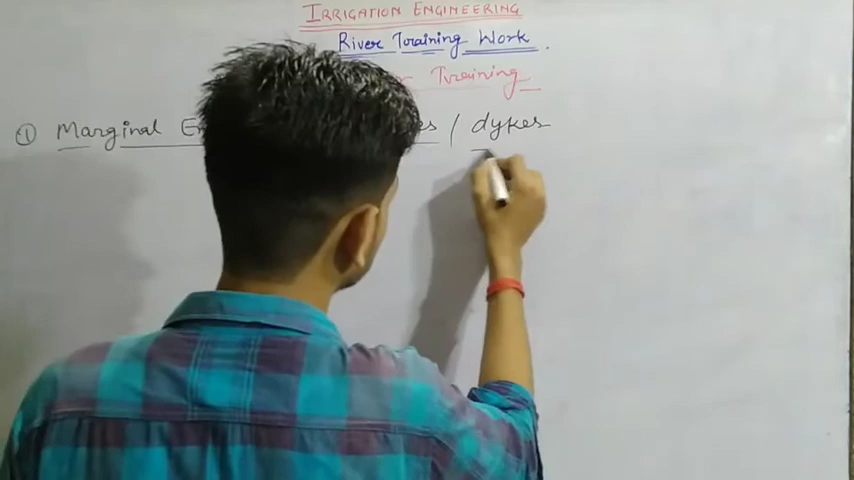 IRRIGATION ENGINEERING
River Training Work.
Training
① Marginal / dykes